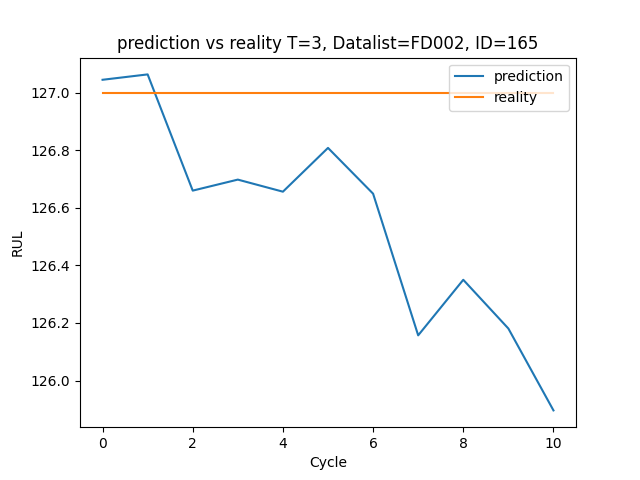 prediction vs reality T=3, Datalist=FD002, ID=165
prediction
reality
127.0
126.8
126.6
126.4
126.2
126.0
RUL
0 2 4 6 8 10
Cycle